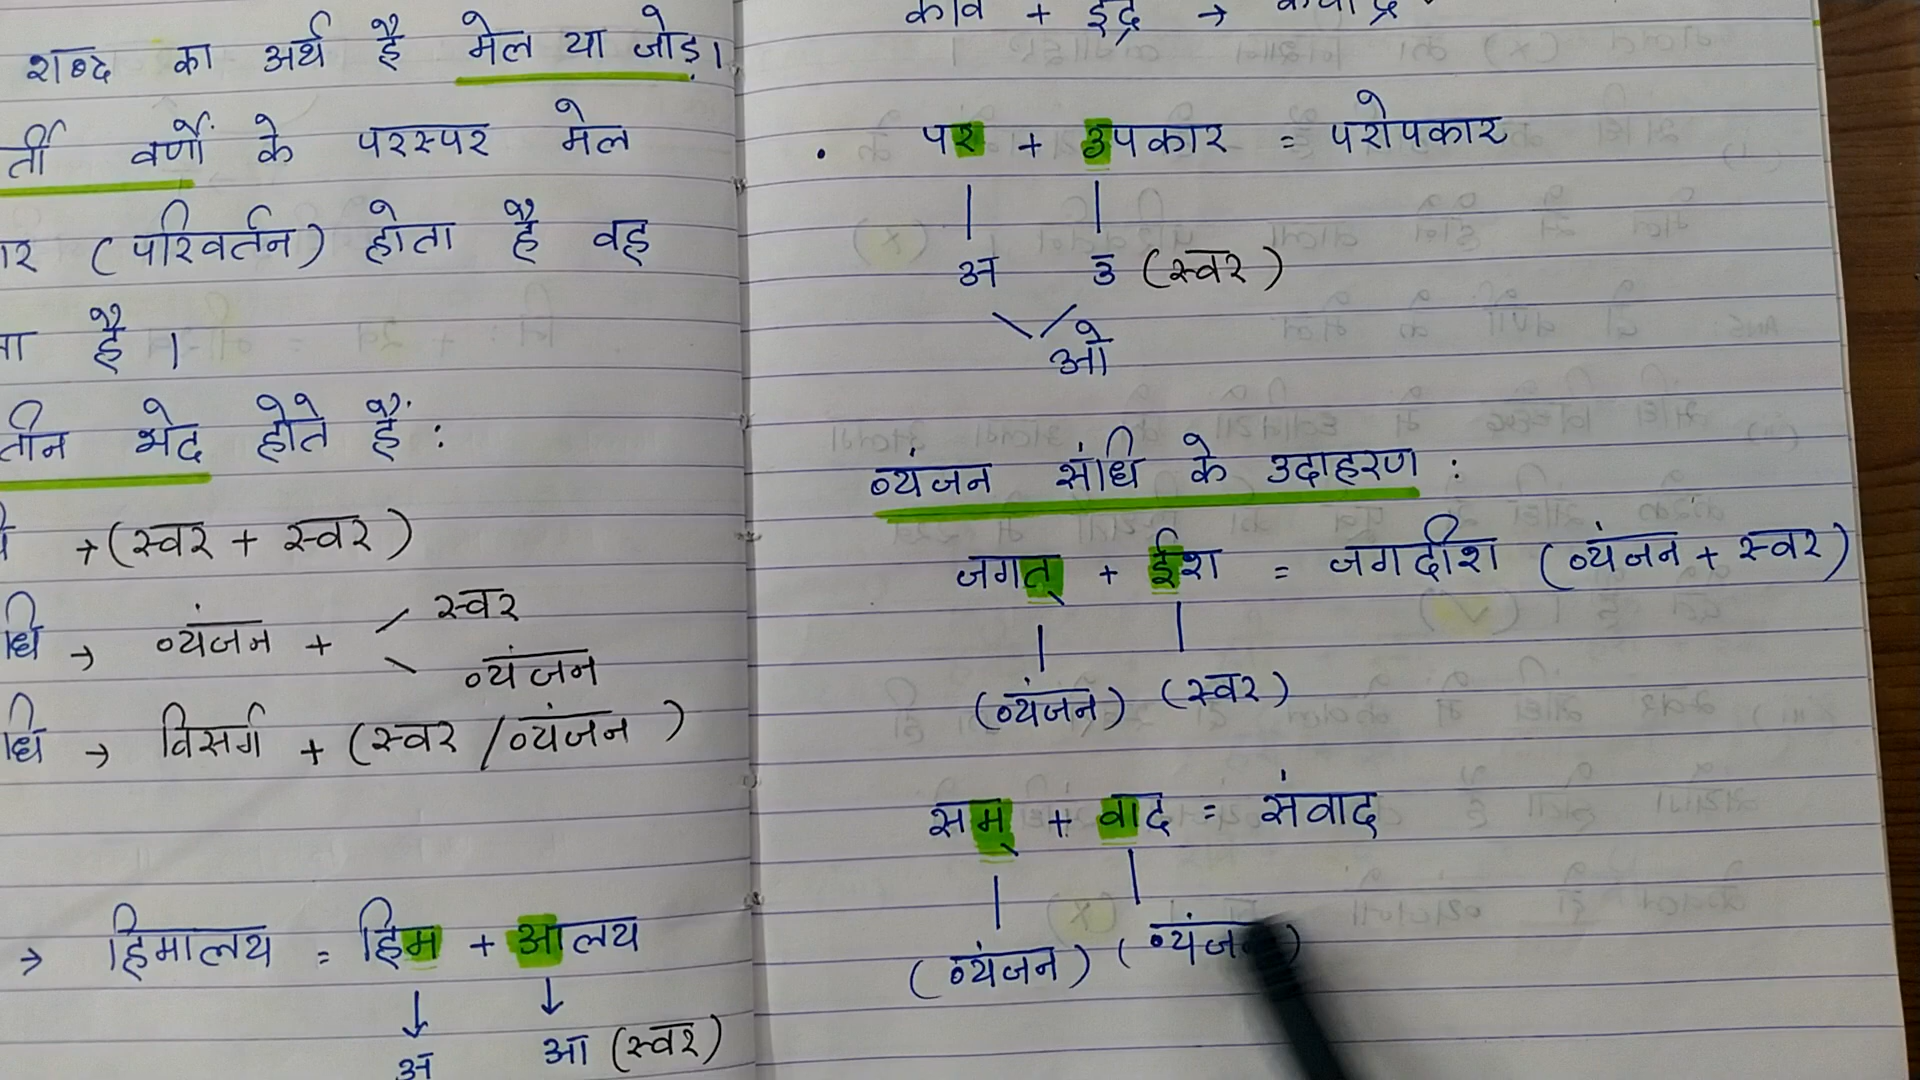 शब्द का अर्थ है मेल या जोड़।
र्ती वर्णों के परस्पर मेल
ार (परिवर्तन) होता है वह
ता है।
तीन भेद होते हैं :
→ (स्वर + स्वर)
धि → व्यंजन + स्वर
व्यंजन
धि → विसर्ग + (स्वर / व्यंजन)
→ हिमालय = हिम + आलय
↓ ↓
अ आ (स्वर)
कवि + इंद्र →
• पर + उपकार = परोपकार
अ उ (स्वर)
ओ
व्यंजन संधि के उदाहरण :
जगत् + ईश = जगदीश (व्यंजन + स्वर)
(व्यंजन) (स्वर)
सम् + वाद = संवाद
(व्यंजन) (व्यंजन)